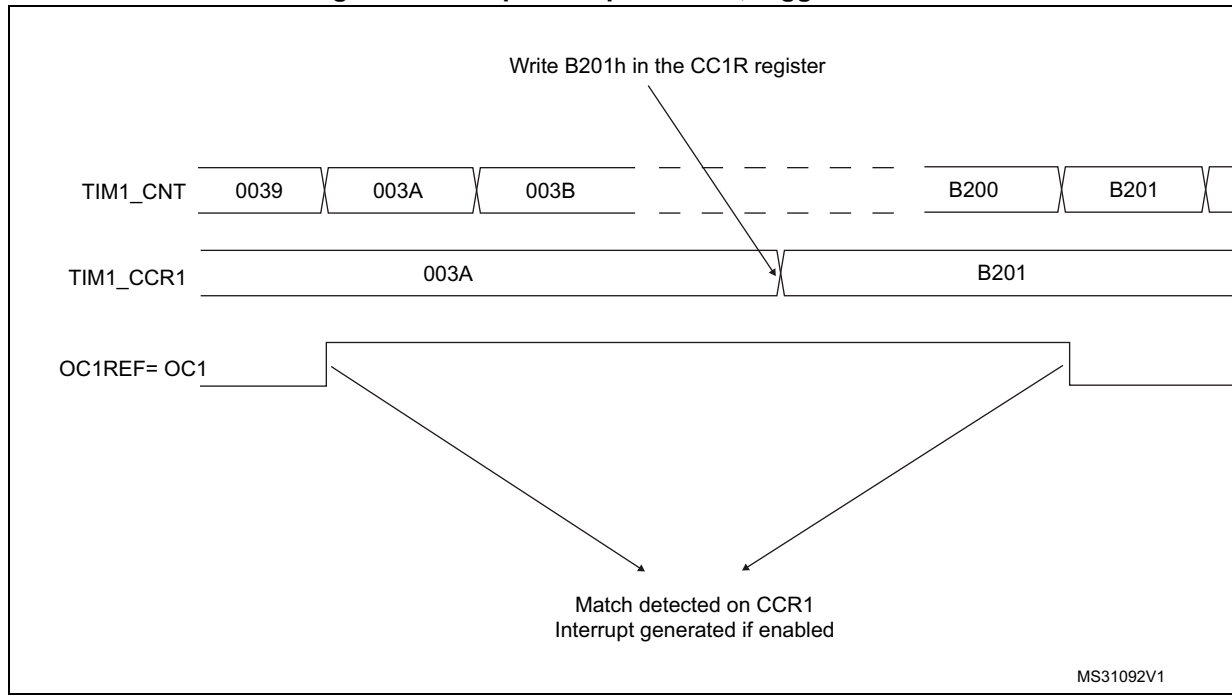 Write B201h in the CC1R register
TIM1_CNT 0039 003A 003B B200 B201
TIM1_CCR1 003A B201
OC1REF= OC1
Match detected on CCR1
Interrupt generated if enabled
MS31092V1